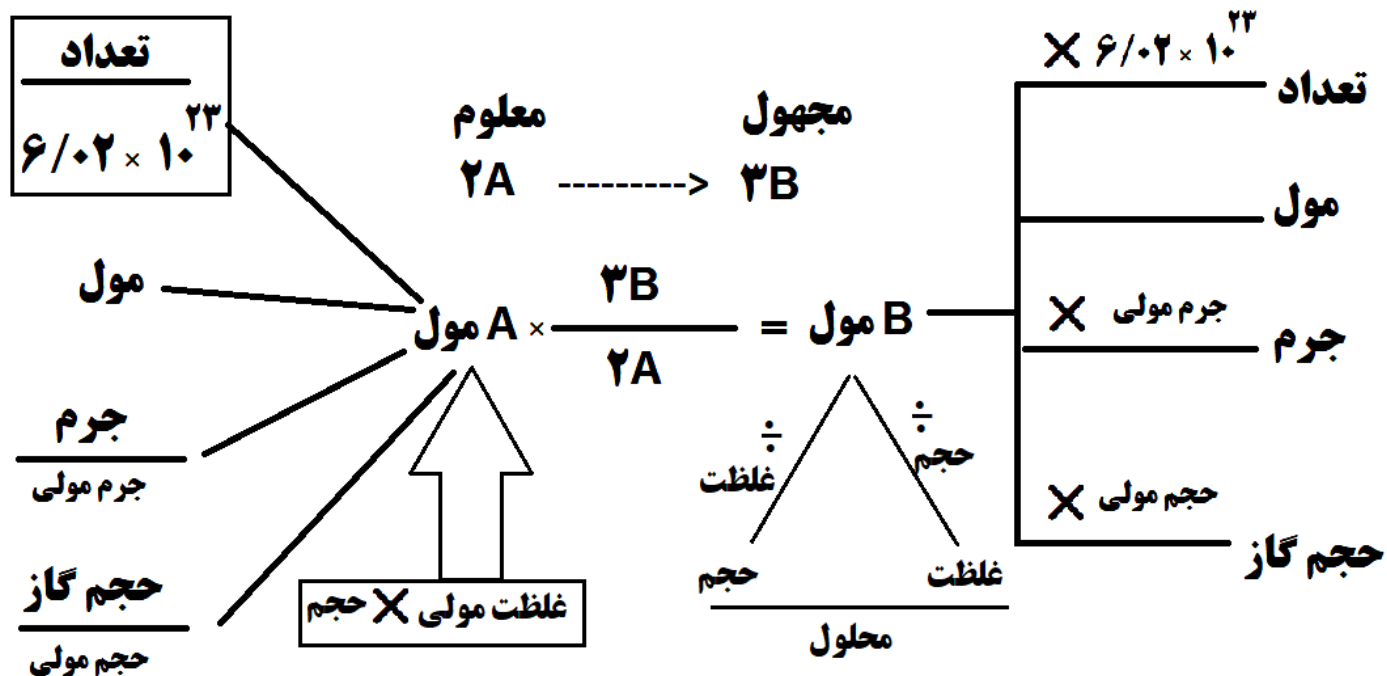 تعداد
۶/۰۲ × ۱۰^۲۳
مول
جرم
جرم مولی
حجم گاز
حجم مولی
معلوم
مجهول
۲A ---------> ۳B
مول A × ۳B / ۲A = مول B
غلظت مولی × حجم
÷
غلظت
÷
حجم
حجم
غلظت
محلول
× ۶/۰۲ × ۱۰^۲۳
تعداد
مول
× جرم مولی
جرم
× حجم مولی
حجم گاز